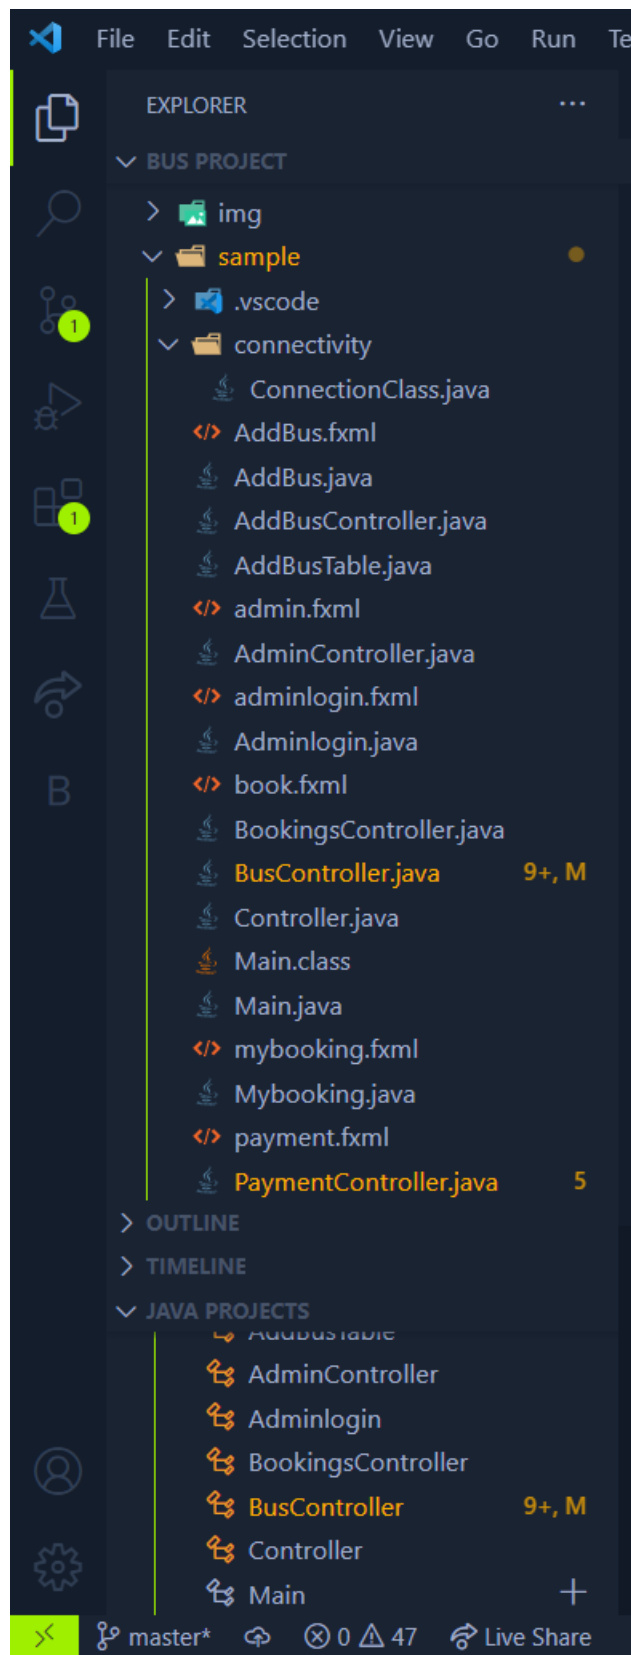 File Edit Selection View Go Run Te
EXPLORER ...
BUS PROJECT
img
sample
.vscode
connectivity
ConnectionClass.java
AddBus.fxml
AddBus.java
AddBusController.java
AddBusTable.java
admin.fxml
AdminController.java
adminlogin.fxml
Adminlogin.java
book.fxml
BookingsController.java
BusController.java 9+, M
Controller.java
Main.class
Main.java
mybooking.fxml
Mybooking.java
payment.fxml
PaymentController.java 5
OUTLINE
TIMELINE
JAVA PROJECTS
AddBusTable
AdminController
Adminlogin
BookingsController
BusController 9+, M
Controller
Main
master* 0 47 Live Share
1
1
B